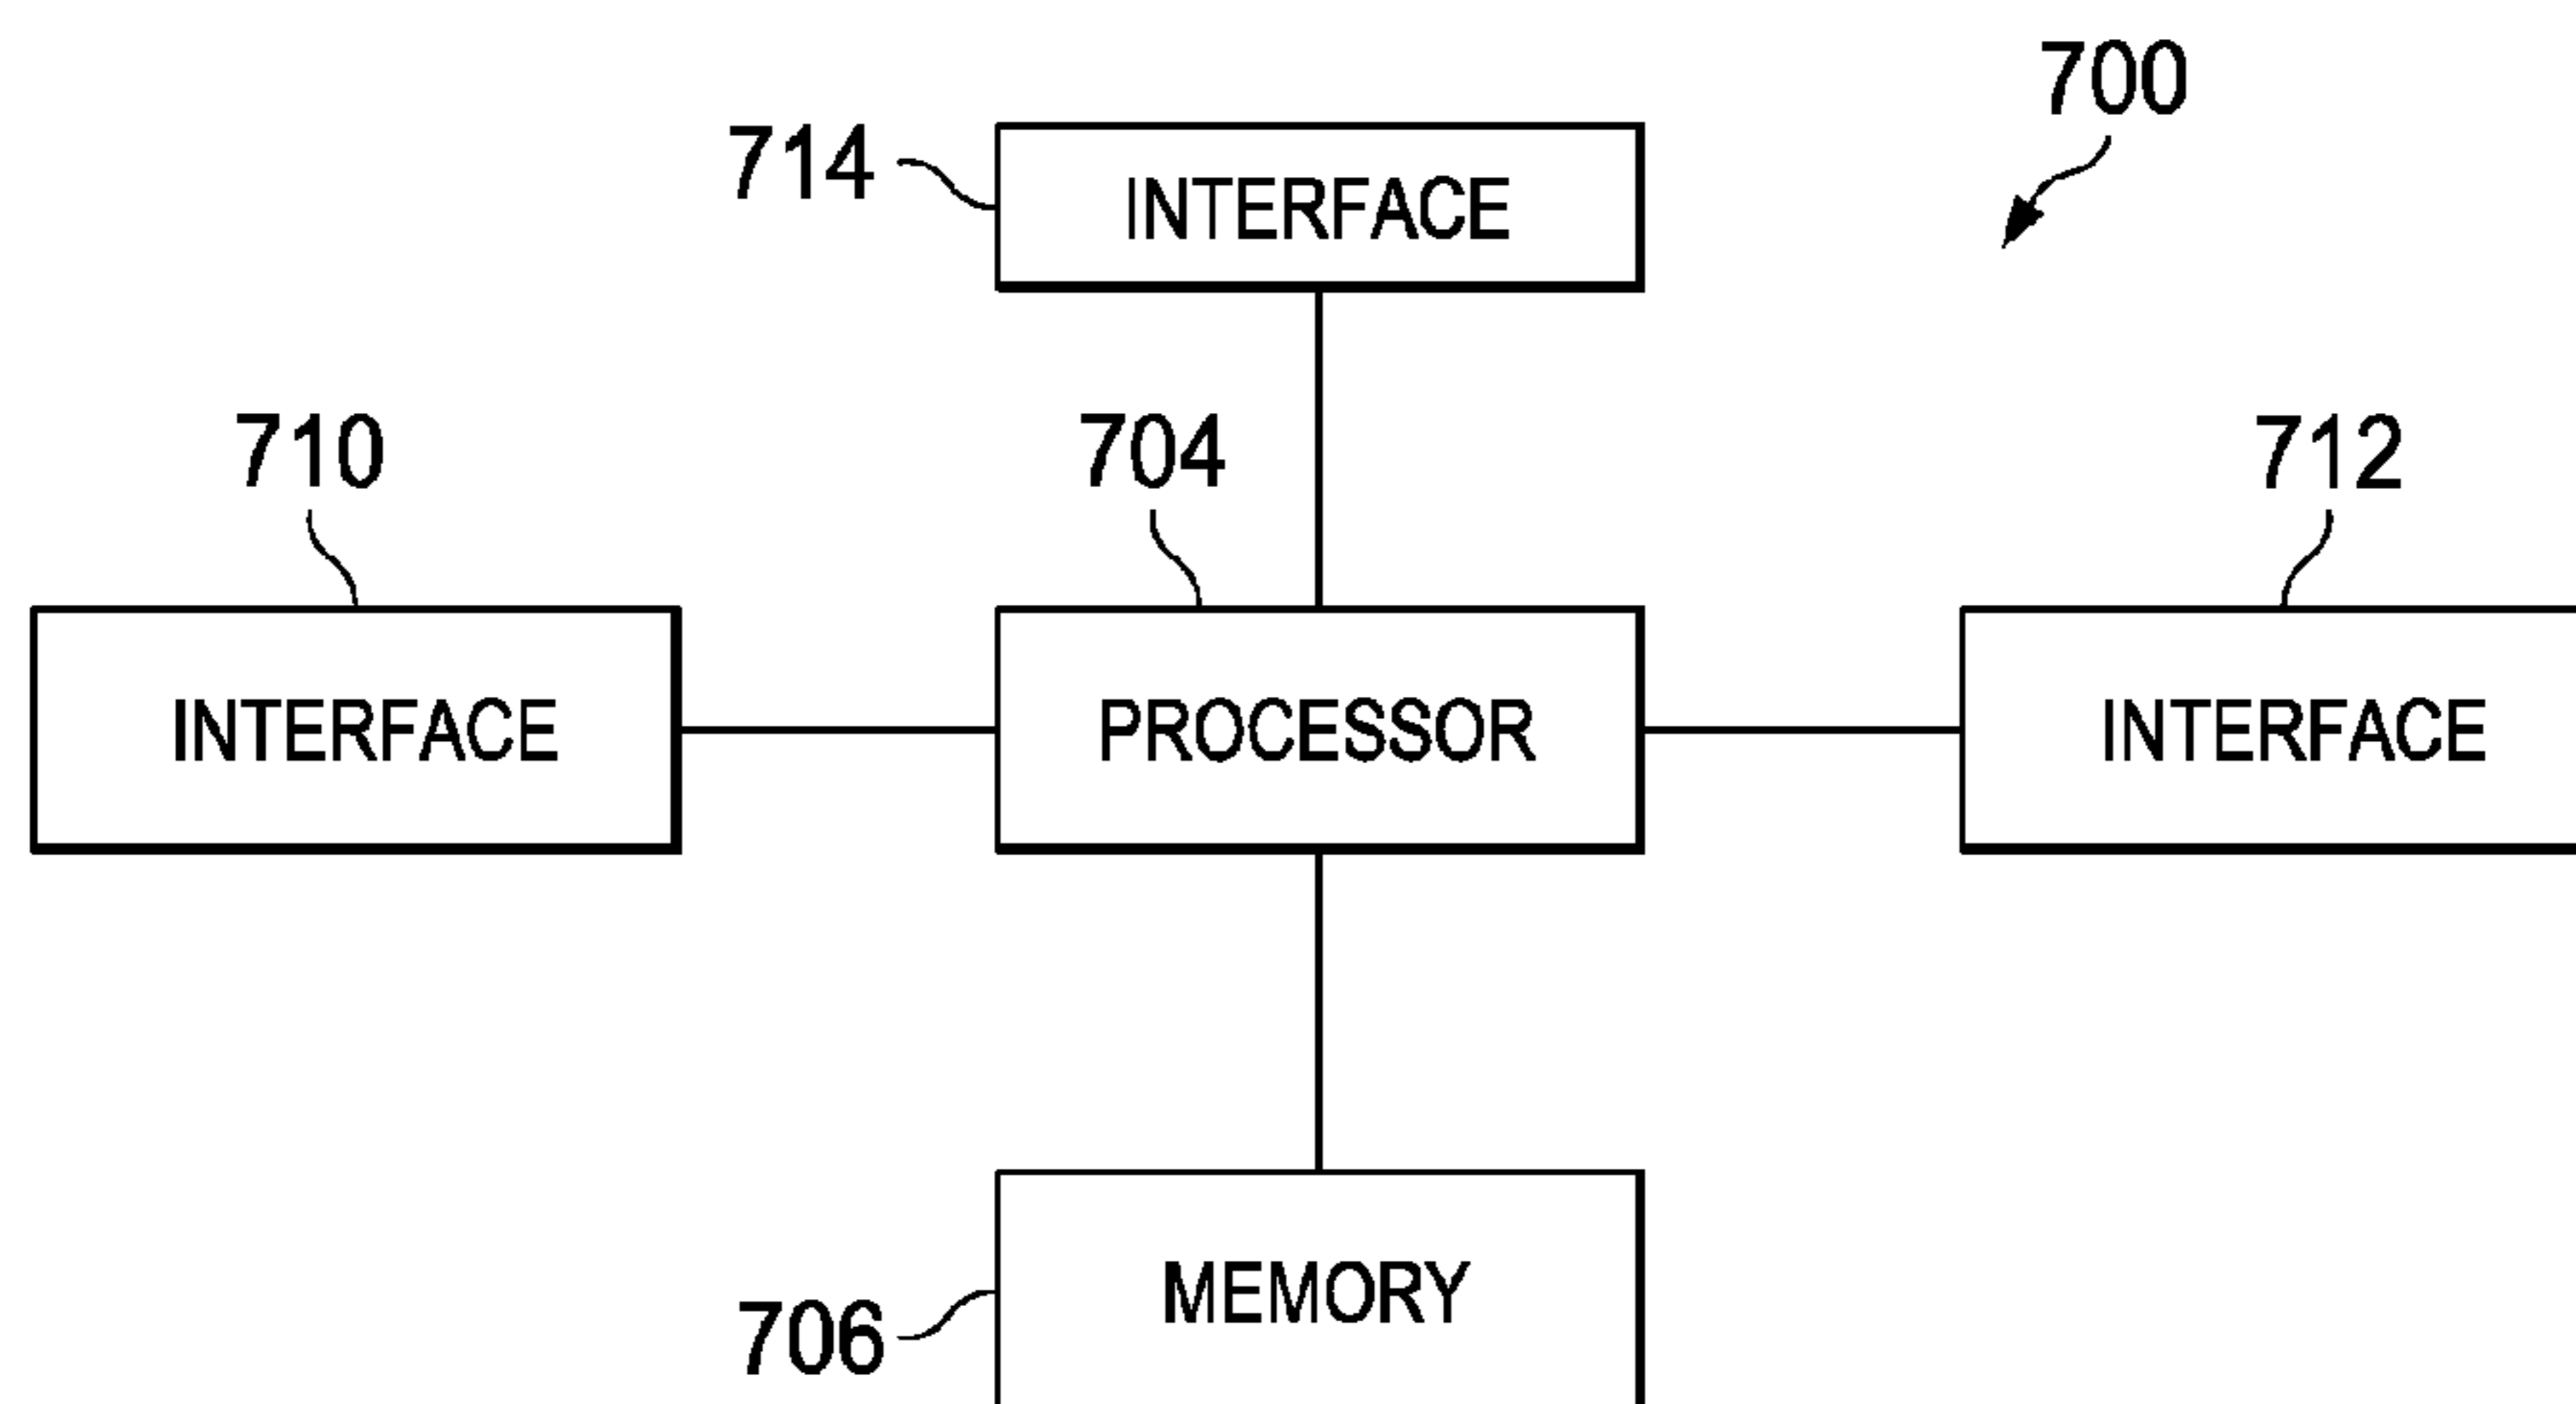 700
714
INTERFACE
710
704
712
INTERFACE
PROCESSOR
INTERFACE
MEMORY
706